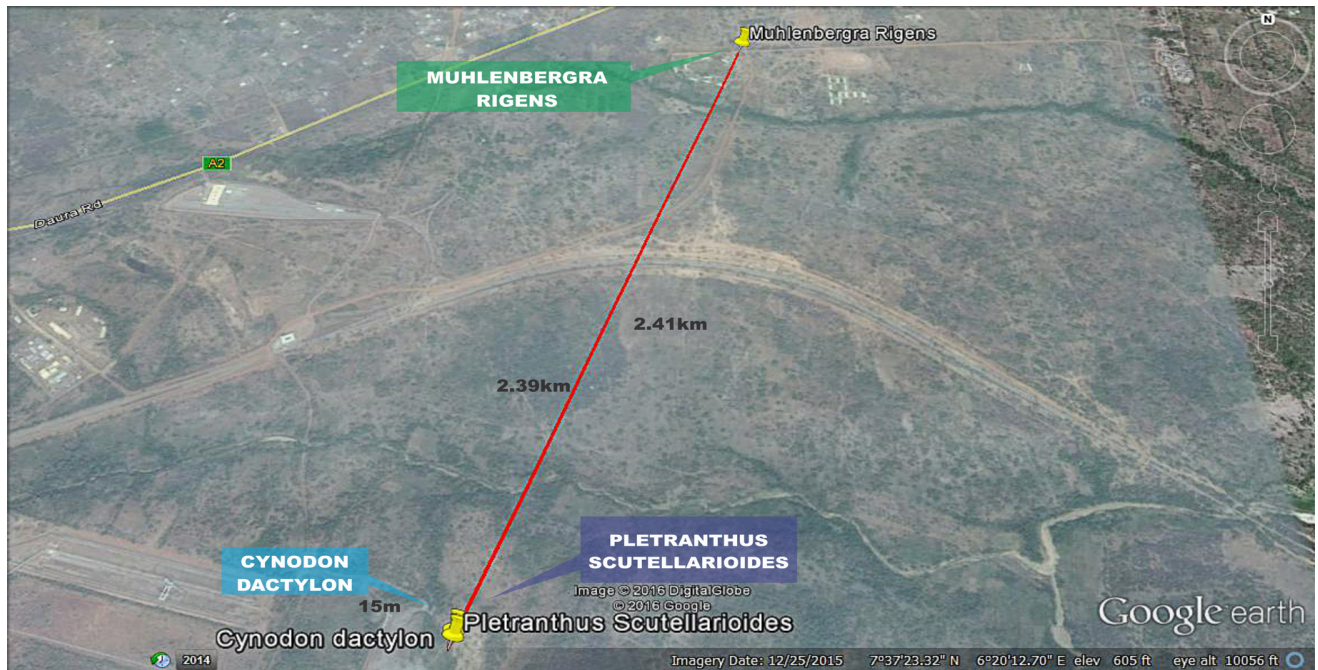 N
Muhlenbergra Rigens
MUHLENBERGRA
RIGENS
A2
Daura Rd
2.41km
2.39km
PLETRANTHUS
SCUTELLARIOIDES
CYNODON
DACTYLON
15m
Image © 2016 DigitalGlobe
© 2016 Google
Pletranthus Scutellarioides
Cynodon dactylon
Google earth
2014
Imagery Date: 12/25/2015 7°37'23.32" N 6°20'12.70" E elev 605 ft eye alt 10056 ft